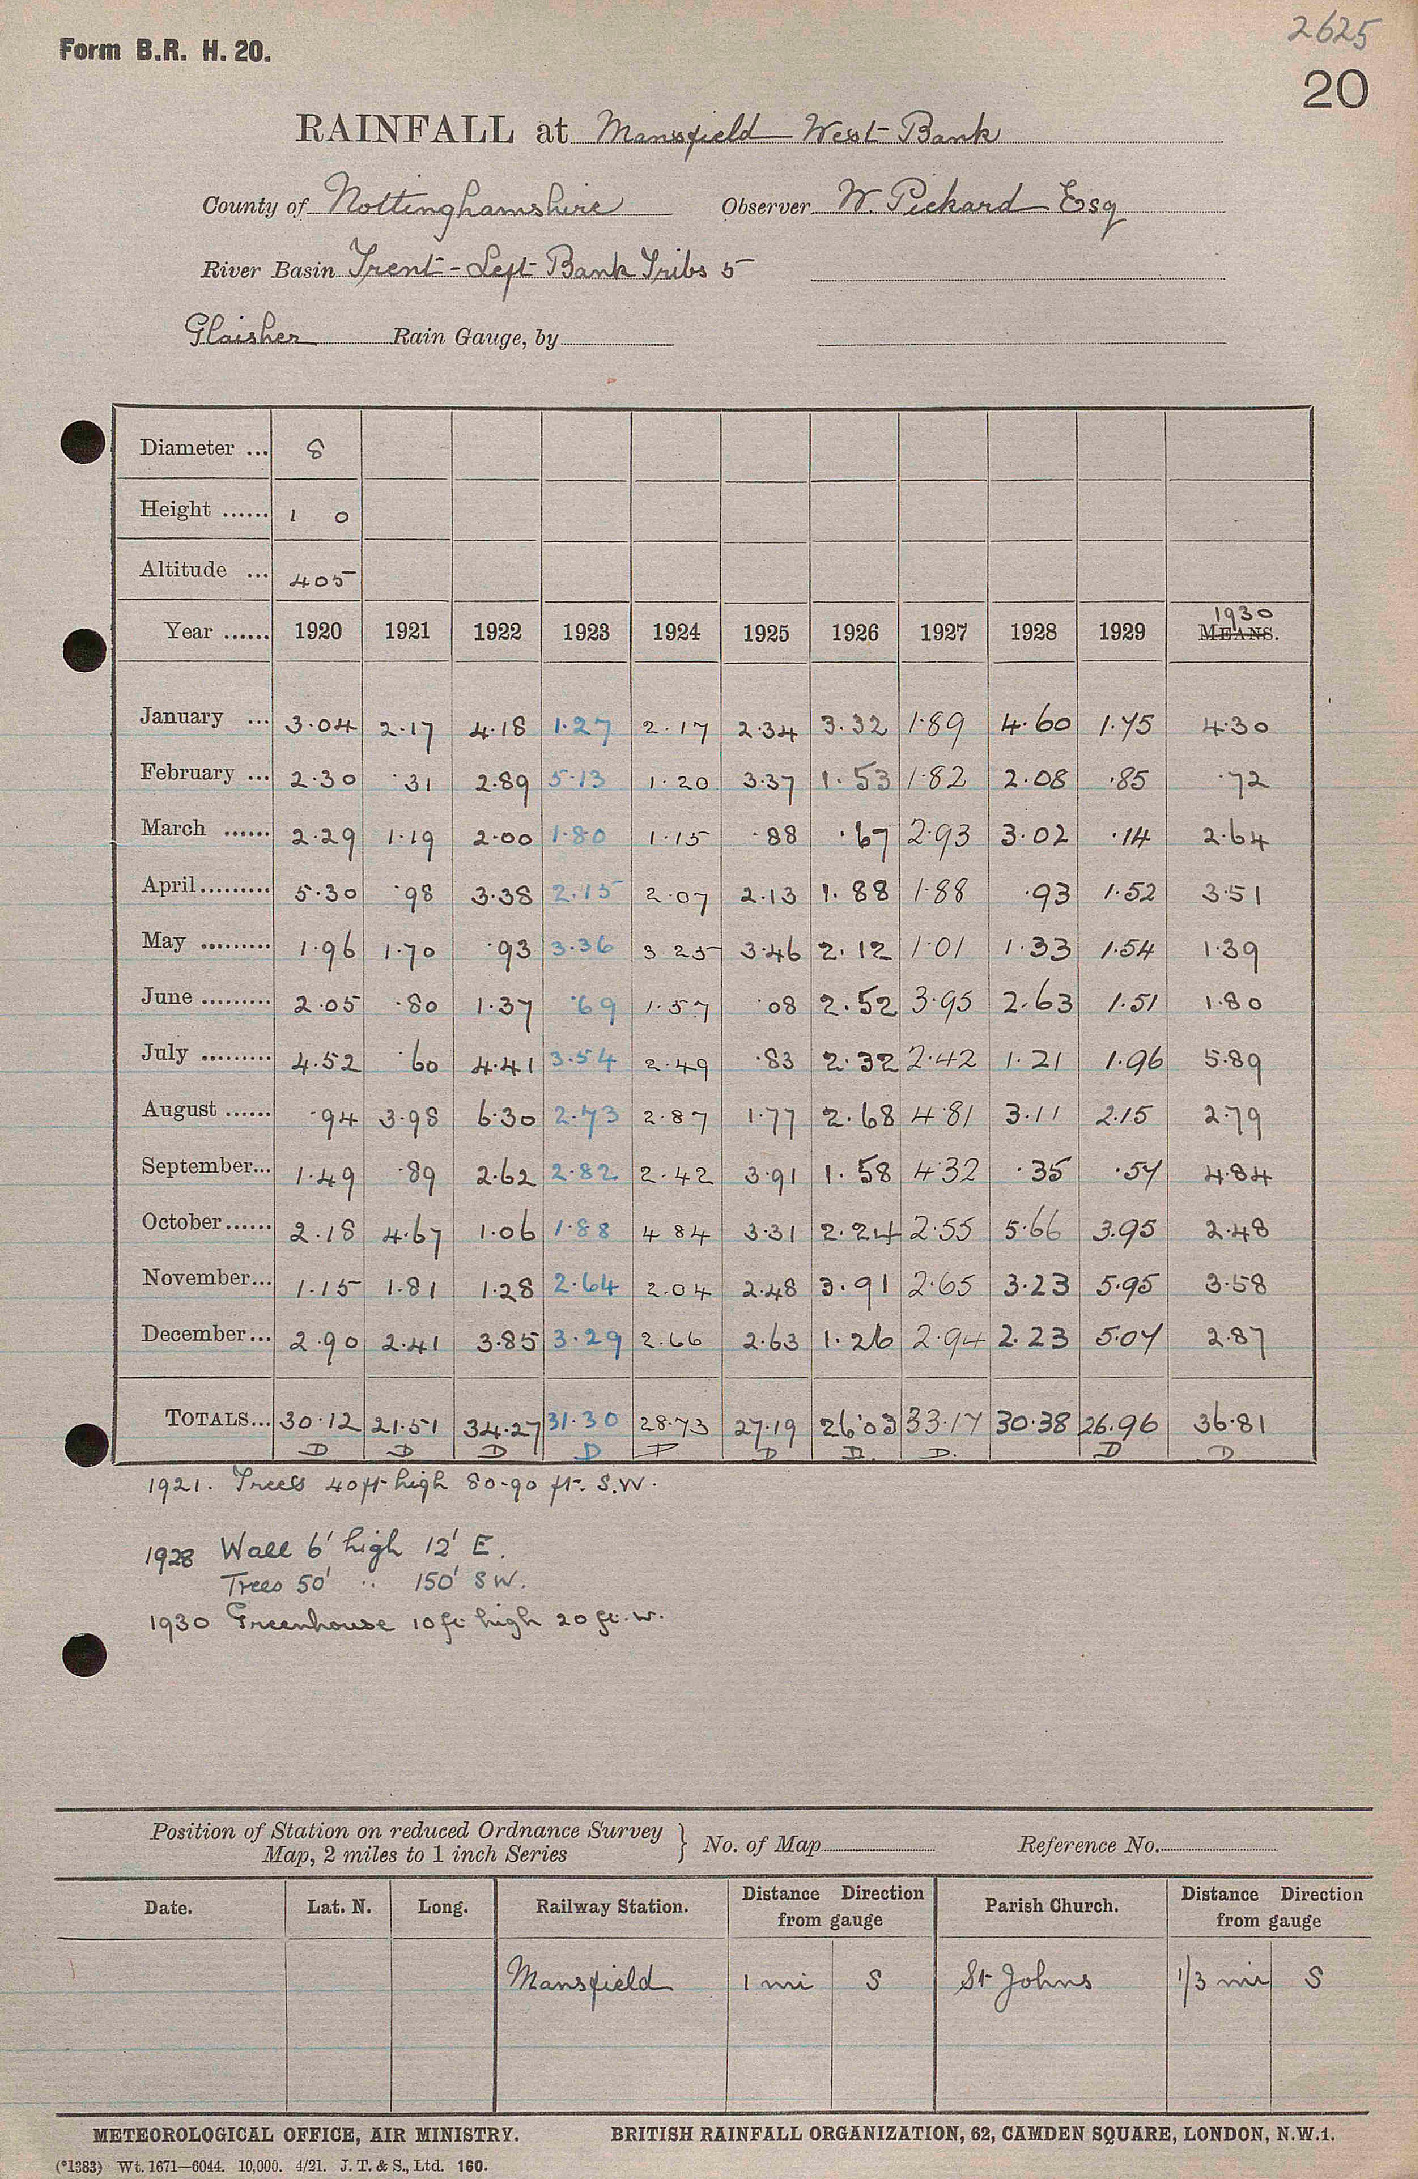 2625
Form B.R. H. 20.
20
RAINFALL at Mansfield West Bank
County of Nottinghamshire Observer W. Pickard Esq
River Basin Trent - Left Bank Tribs 5
Glaisher Rain Gauge, by
Diameter ... 8
Height ...... 1 0
Altitude ... 405
Year ...... 1920 1921 1922 1923 1924 1925 1926 1927 1928 1929 1930 MEANS.
January ... 3.04 2.17 4.18 1.27 2.17 2.34 3.32 1.89 4.60 1.75 4.30
February ... 2.30 .31 2.89 5.13 1.20 3.37 1.53 1.82 2.08 .85 .72
March ...... 2.29 1.19 2.00 1.80 1.15 .88 .67 2.93 3.02 .14 2.64
April......... 5.30 .98 3.38 2.15 2.07 2.13 1.88 1.88 .93 1.52 3.51
May ......... 1.96 1.70 .93 3.36 3 25 3.46 2.12 1.01 1.33 1.54 1.39
June ......... 2.05 .80 1.37 .69 1.57 .08 2.52 3.95 2.63 1.51 1.80
July ......... 4.52 .60 4.41 3.54 2.49 .83 2.32 2.42 1.21 1.96 5.89
August ...... .94 3.98 6.30 2.73 2.87 1.77 2.68 4.81 3.11 2.15 2.79
September... 1.49 .89 2.62 2.82 2.42 3.91 1.58 4.32 .35 .57 4.84
October...... 2.18 4.67 1.06 1.88 4 84 3.31 2.24 2.55 5.66 3.95 2.48
November... 1.15 1.81 1.28 2.64 2.04 2.48 3.91 2.65 3.23 5.95 3.58
December... 2.90 2.41 3.85 3.29 2.66 2.63 1.26 2.94 2.23 5.07 2.87
TOTALS... 30.12 21.51 34.27 31.30 28.73 27.19 26.03 33.17 30.38 26.96 36.81
D D D D D D D D. D D
1921. Trees 40ft high 80-90 ft. S.W.
1928 Wall 6' high 12' E.
Trees 50' " 150' SW.
1930 Greenhouse 10 ft high 20 ft. W.
Position of Station on reduced Ordnance Survey
Map, 2 miles to 1 inch Series } No. of Map Reference No.
Date. Lat. N. Long. Railway Station. Distance Direction from gauge Parish Church. Distance Direction from gauge
Mansfield 1 mi S St Johns 1/3 mi S
METEOROLOGICAL OFFICE, AIR MINISTRY. BRITISH RAINFALL ORGANIZATION, 62, CAMDEN SQUARE, LONDON, N.W.1.
(*1383) Wt. 1671—6044. 10,000. 4/21. J. T. & S., Ltd. 160.